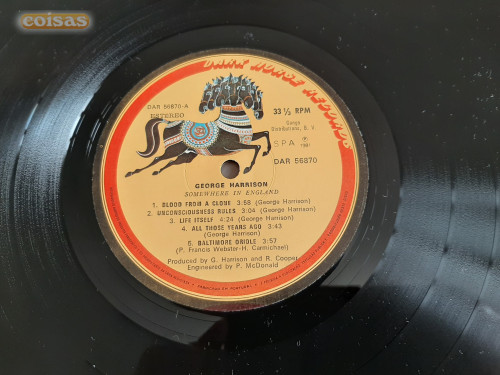 coisas
DARK HORSE RECORDS
DAR 56870-A
ESTEREO
33 ½ RPM
SPA
DAR 56870
GEORGE HARRISON
SOMEWHERE IN ENGLAND
1. BLOOD FROM A CLONE 3:58 (George Harrison)
2. UNCONSCIOUSNESS RULES 3:04 (George Harrison)
3. LIFE ITSELF 4:24 (George Harrison)
4. ALL THOSE YEARS AGO 3:43
(George Harrison)
5. BALTIMORE ORIOLE 3:57
(P. Francis Webster-H. Carmichael)
Produced by G. Harrison and R. Cooper
Engineered by P. McDonald